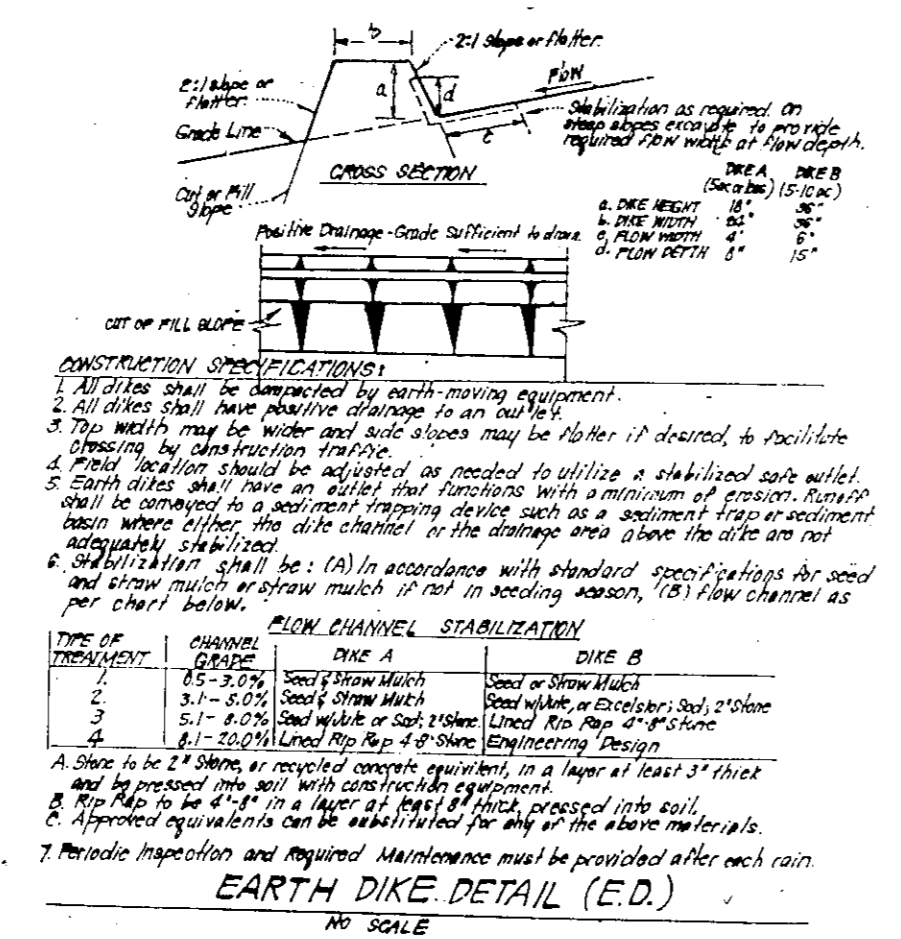 b
2:1 slope or flatter.
2:1 slope or
flatter.
a
d
Flow
Grade Line
c
Stabilization as required. On
steep slopes excavate to provide
required flow width at flow depth.
CROSS SECTION
Cut or Fill
Slope
DIKE A DIKE B
(5ac or less) (5-10 ac)
a. DIKE HEIGHT 18" 36"
b. DIKE WIDTH 24" 36"
c. FLOW WIDTH 4' 6'
d. FLOW DEPTH 8" 15"
Positive Drainage-Grade Sufficient to drain
CUT OF FILL SLOPE
CONSTRUCTION SPECIFICATIONS:
1. All dikes shall be compacted by earth-moving equipment.
2. All dikes shall have positive drainage to an outlet.
3. Top width may be wider and side slopes may be flatter if desired, to facilitate
crossing by construction traffic.
4. Field location should be adjusted as needed to utilize a stabilized safe outlet.
5. Earth dikes shall have an outlet that functions with a minimum of erosion. Runoff
shall be conveyed to a sediment trapping device such as a sediment trap or sediment
basin where either the dike channel or the drainage area above the dike are not
adequately stabilized.
6. Stabilization shall be: (A) In accordance with standard specifications for seed
and straw mulch or straw mulch if not in seeding season, (B) flow channel as
per chart below.
FLOW CHANNEL STABILIZATION
TYPE OF TREATMENT CHANNEL GRADE DIKE A DIKE B
1. 0.5-3.0% Seed & Straw Mulch Seed or Straw Mulch
2. 3.1-5.0% Seed & Straw Mulch Seed w/Jute, or Excelsior; Sod; 2" Stone
3 5.1-8.0% Seed w/Jute or Sod; 2" Stone Lined Rip Rap 4"-8" Stone
4 8.1-20.0% Lined Rip Rap 4-8" Stone Engineering Design
A. Stone to be 2" Stone, or recycled concrete equivilent, in a layer at least 3" thick
and be pressed into soil with construction equipment.
B. Rip Rap to be 4"-8" in a layer at least 8" thick, pressed into soil.
C. Approved equivalents can be substituted for any of the above materials.
7. Periodic Inspection and Required Maintenance must be provided after each rain.
EARTH DIKE DETAIL (E.D.)
NO SCALE